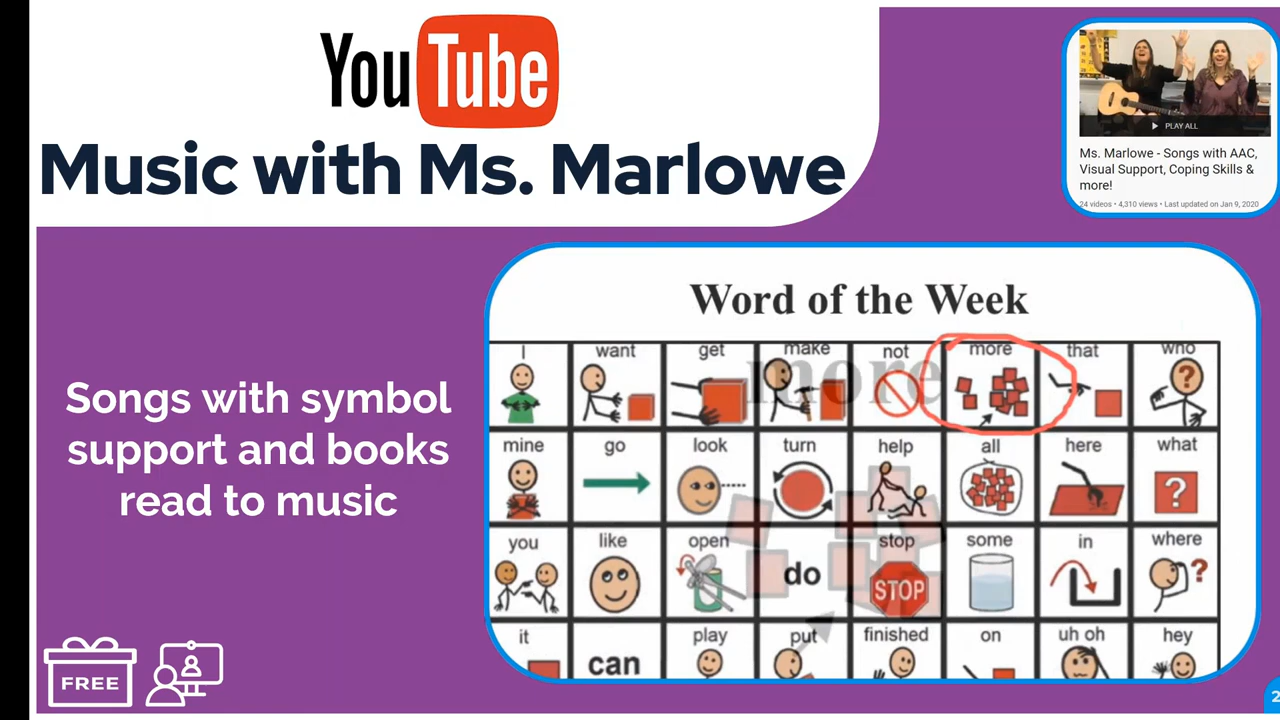 YouTube
Music with Ms. Marlowe
PLAY ALL
Ms. Marlowe - Songs with AAC,
Visual Support, Coping Skills &
more!
24 videos • 4,310 views • Last updated on Jan 9, 2020
Songs with symbol
support and books
read to music
FREE
Word of the Week
more
I want get make not more that who
mine go look turn help all here what
you like open do stop some in where
STOP
it can play put finished on uh oh hey
2